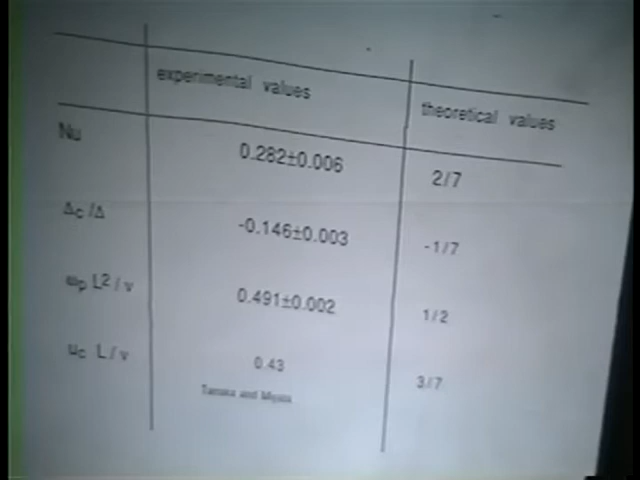 experimental values theoretical values
Nu 0.282±0.006 2/7
Δc /Δ -0.146±0.003 -1/7
ωp L²/ν 0.491±0.002 1/2
uc L/ν 0.43 3/7
Tanaka and Miyata